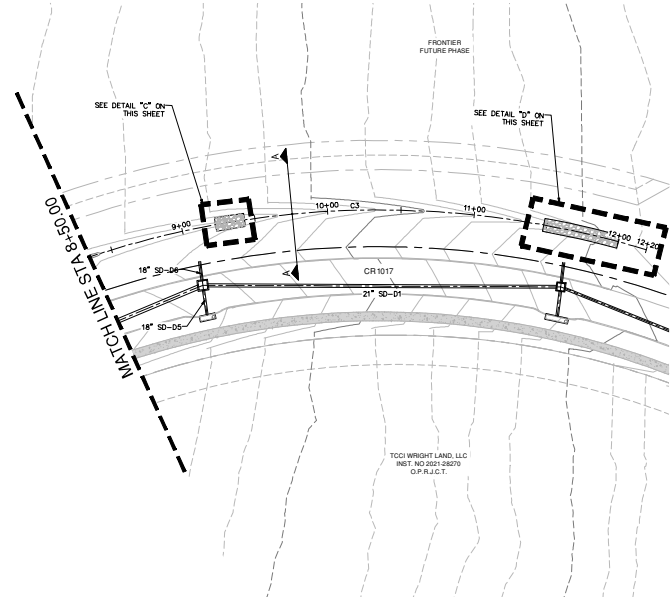 FRONTIER
FUTURE PHASE
SEE DETAIL "C" ON
THIS SHEET
SEE DETAIL "D" ON
THIS SHEET
A
9+00
10+00
C3
11+00
12+00
12+20
MATCH LINE STA 8+50.00
18" SD-D6
A
CR 1017
21" SD-D1
18" SD-D5
TCCI WRIGHT LAND, LLC
INST. NO 2021-28270
O.P.R.J.C.T.